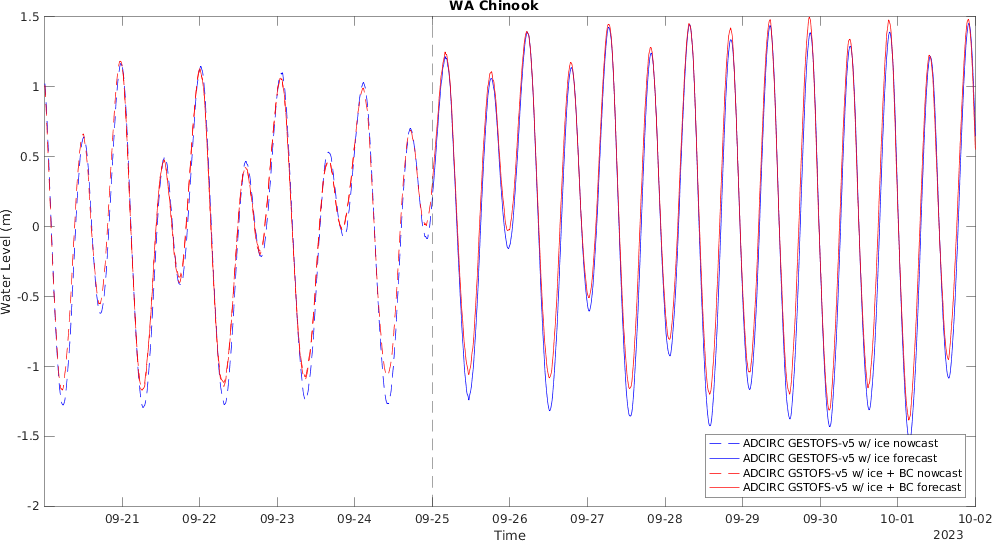 WA Chinook
1.5
1
0.5
0
-0.5
-1
-1.5
-2
Water Level (m)
ADCIRC GESTOFS-v5 w/ ice nowcast
ADCIRC GESTOFS-v5 w/ ice forecast
ADCIRC GSTOFS-v5 w/ ice + BC nowcast
ADCIRC GSTOFS-v5 w/ ice + BC forecast
09-21 09-22 09-23 09-24 09-25 09-26 09-27 09-28 09-29 09-30 10-01 10-02
Time
2023